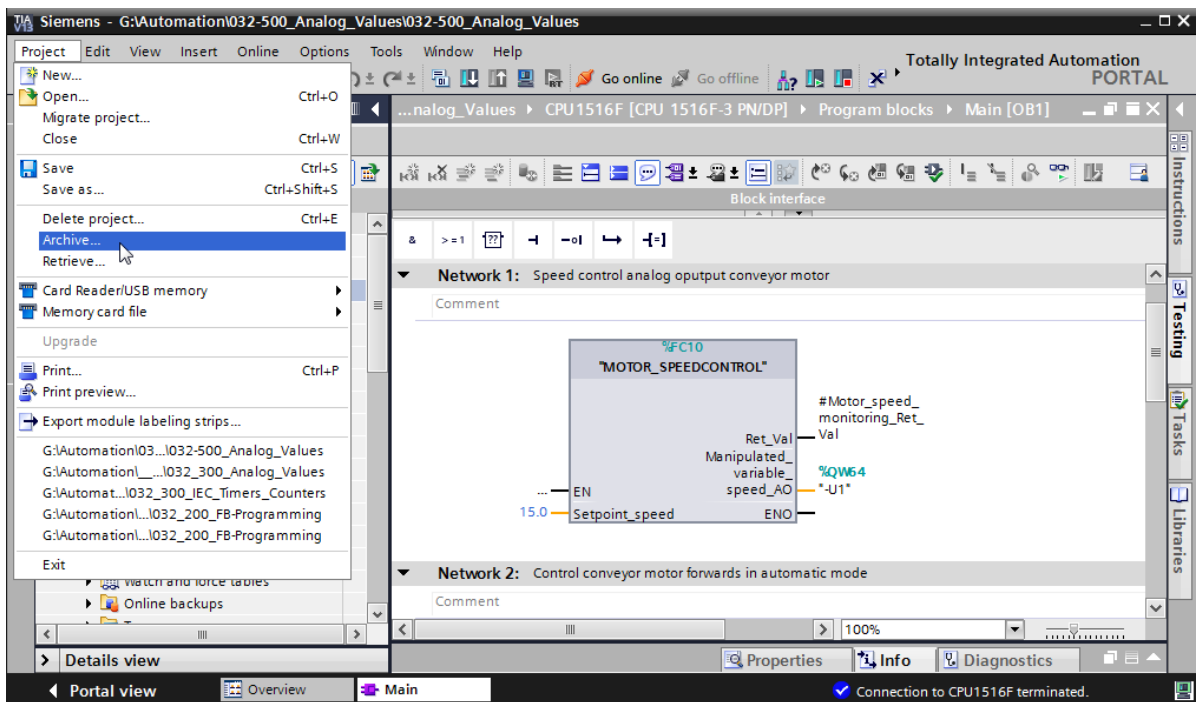 TIA
V13
Siemens - G:\Automation\032-500_Analog_Values\032-500_Analog_Values
Project Edit View Insert Online Options Tools Window Help
Totally Integrated Automation
PORTAL
Go online Go offline
New...
Open... Ctrl+O
Migrate project...
Close Ctrl+W
Save Ctrl+S
Save as... Ctrl+Shift+S
Delete project... Ctrl+E
Archive...
Retrieve...
Card Reader/USB memory
Memory card file
Upgrade
Print... Ctrl+P
Print preview...
Export module labeling strips...
G:\Automation\03...\032-500_Analog_Values
G:\Automation\__...\032_300_Analog_Values
G:\Automat...\032_300_IEC_Timers_Counters
G:\Automation\...\032_200_FB-Programming
G:\Automation\...\032_200_FB-Programming
Exit
Watch and force tables
Online backups
Details view
...nalog_Values CPU1516F [CPU 1516F-3 PN/DP] Program blocks Main [OB1]
Block interface
& >=1 ?? -| -o| -[=]
Network 1: Speed control analog oputput conveyor motor
Comment
%FC10
"MOTOR_SPEEDCONTROL"
#Motor_speed_
monitoring_Ret_
Ret_Val Val
Manipulated_
variable_ %QW64
... EN speed_AO "-U1"
15.0 Setpoint_speed ENO
Network 2: Control conveyor motor forwards in automatic mode
Comment
100%
Properties Info Diagnostics
Instructions
Testing
Tasks
Libraries
Portal view Overview Main Connection to CPU1516F terminated.